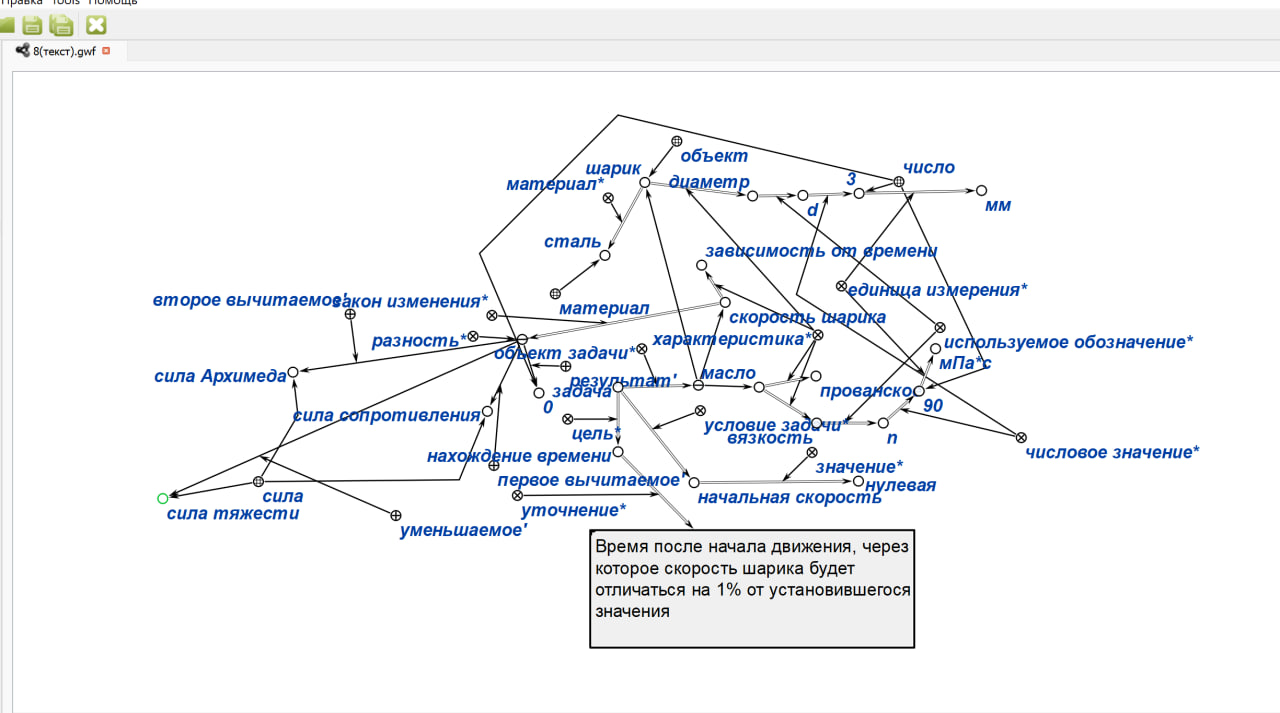 Правка Tools Помощь
8(текст).gwf
объект
число
шарик
материал*
диаметр
3
мм
d
сталь
зависимость от времени
единица измерения*
второе вычитаемое'
закон изменения*
материал
скорость шарика
разность*
объект задачи*
характеристика*
используемое обозначение*
мПа*с
сила Архимеда
результат'
масло
задача
прованско
0
90
сила сопротивления
цель*
условие задачи*
вязкость
n
числовое значение*
нахождение времени
значение*
первое вычитаемое'
нулевая
сила
начальная скорость
сила тяжести
уточнение*
уменьшаемое'
Время после начала движения, через
которое скорость шарика будет
отличаться на 1% от установившегося
значения